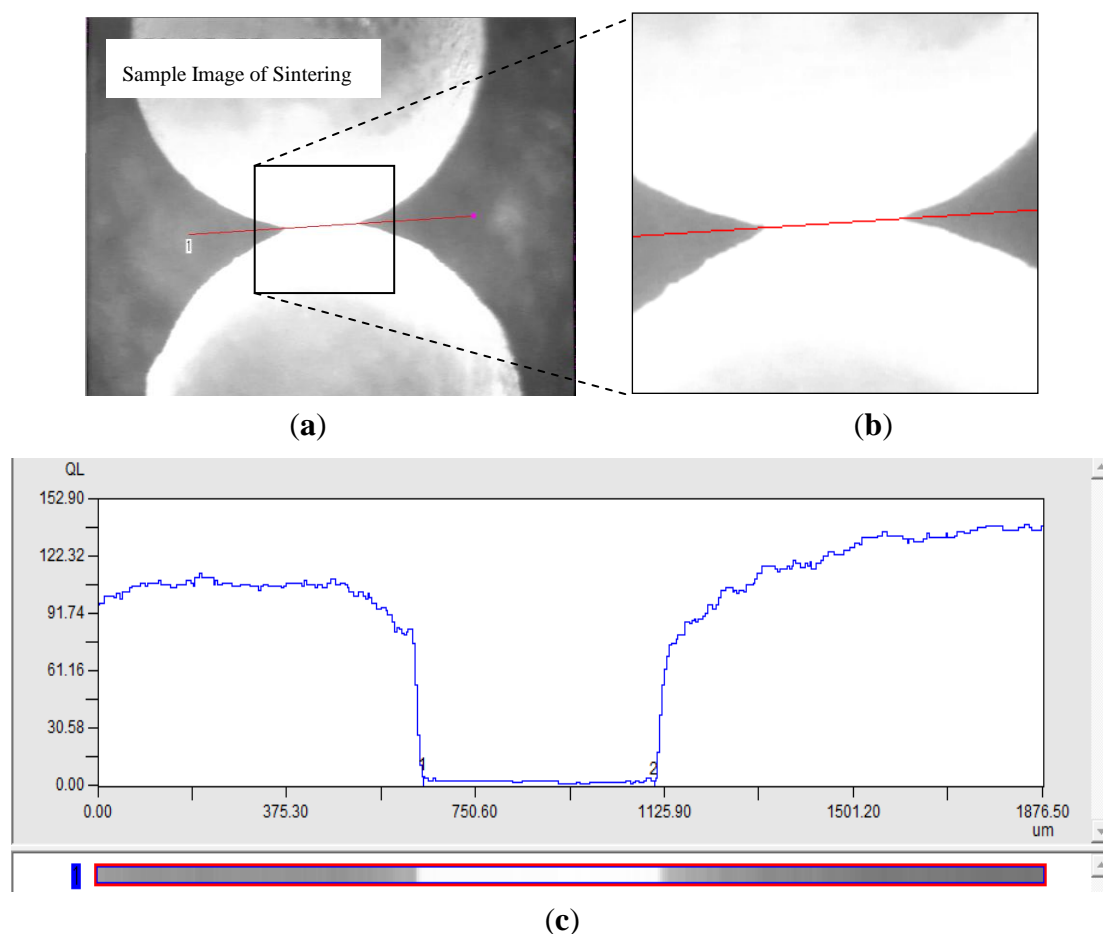 Sample Image of Sintering
1
(a)
(b)
QL
152.90
122.32
91.74
61.16
30.58
0.00
1
2
0.00
375.30
750.60
1125.90
1501.20
1876.50
um
1
(c)